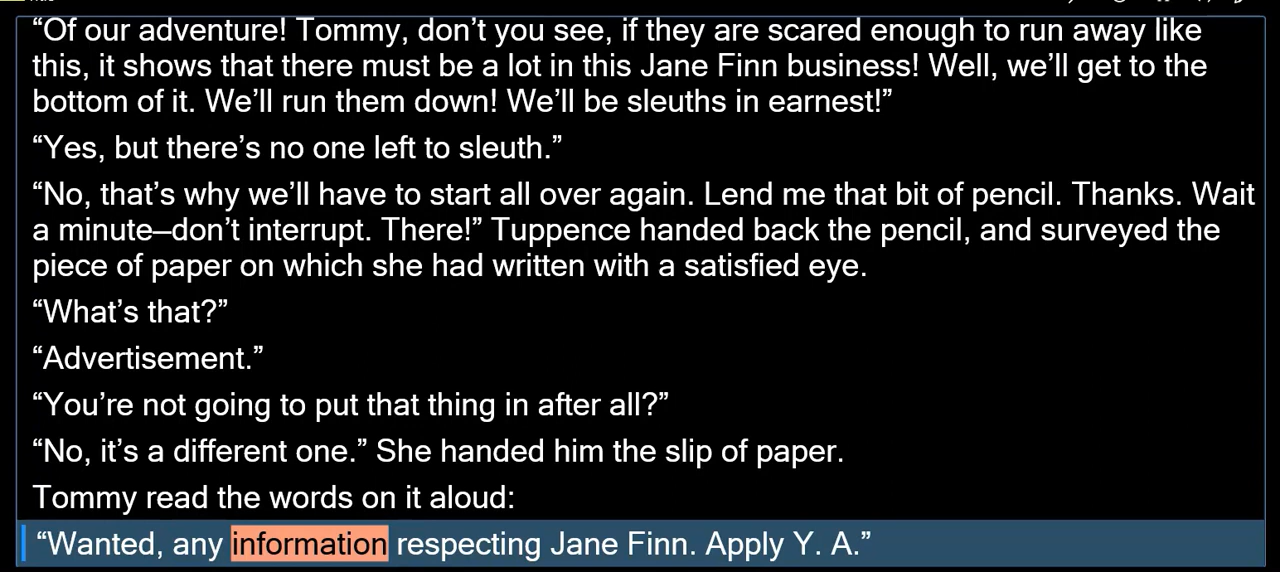 “Of our adventure! Tommy, don’t you see, if they are scared enough to run away like
this, it shows that there must be a lot in this Jane Finn business! Well, we’ll get to the
bottom of it. We’ll run them down! We’ll be sleuths in earnest!”
“Yes, but there’s no one left to sleuth.”
“No, that’s why we’ll have to start all over again. Lend me that bit of pencil. Thanks. Wait
a minute—don’t interrupt. There!” Tuppence handed back the pencil, and surveyed the
piece of paper on which she had written with a satisfied eye.
“What’s that?”
“Advertisement.”
“You’re not going to put that thing in after all?”
“No, it’s a different one.” She handed him the slip of paper.
Tommy read the words on it aloud:
“Wanted, any information respecting Jane Finn. Apply Y. A.”